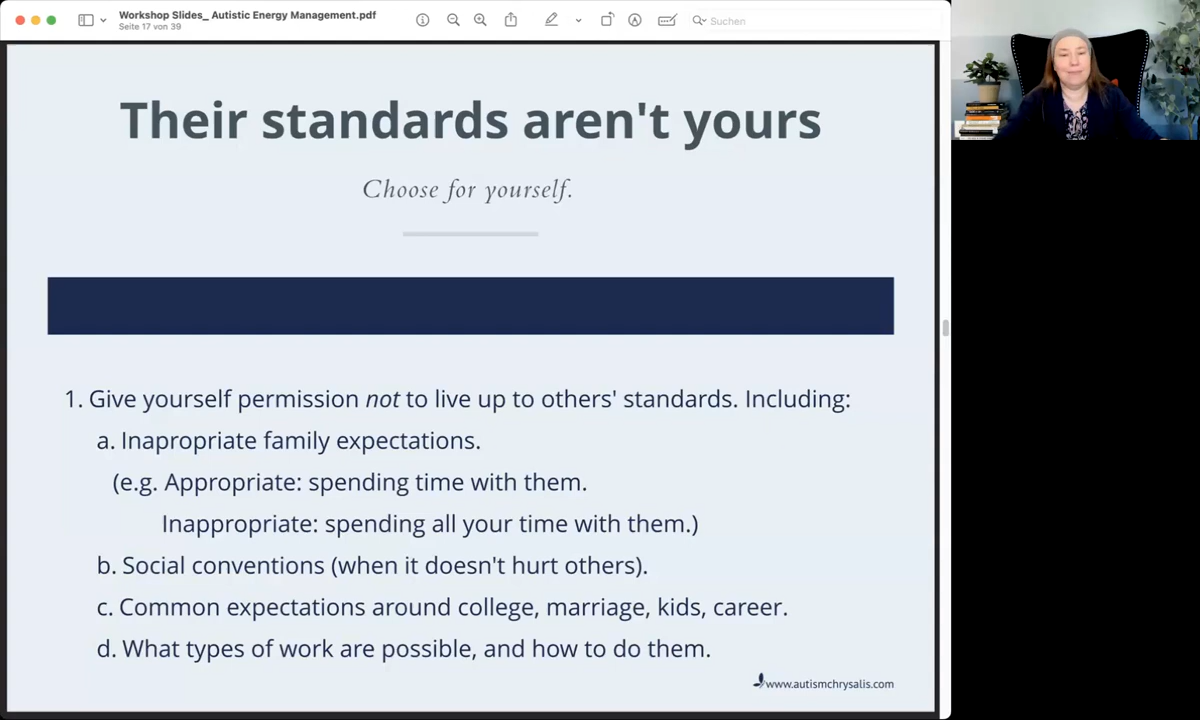 Workshop Slides_ Autistic Energy Management.pdf
Seite 17 von 39
Suchen
Their standards aren't yours
Choose for yourself.
1. Give yourself permission not to live up to others' standards. Including:
a. Inapropriate family expectations.
(e.g. Appropriate: spending time with them.
Inappropriate: spending all your time with them.)
b. Social conventions (when it doesn't hurt others).
c. Common expectations around college, marriage, kids, career.
d. What types of work are possible, and how to do them.
www.autismchrysalis.com